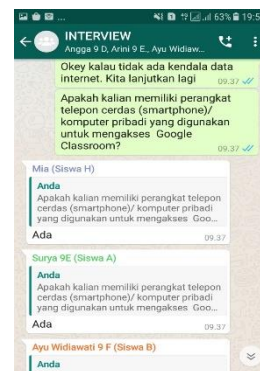 63% 19:5
INTERVIEW
Angga 9 D, Arini 9 E., Ayu Widiaw...
Okey kalau tidak ada kendala data
internet. Kita lanjutkan lagi 09.37
Apakah kalian memiliki perangkat
telepon cerdas (smartphone)/
komputer pribadi yang digunakan
untuk mengakses Google
Classroom? 09.37
Mia (Siswa H)
Anda
Apakah kalian memiliki perangkat telepon
cerdas (smartphone)/ komputer pribadi
yang digunakan untuk mengakses Goo...
Ada 09.37
Surya 9E (Siswa A)
Anda
Apakah kalian memiliki perangkat telepon
cerdas (smartphone)/ komputer pribadi
yang digunakan untuk mengakses Goo...
Ada 09.37
Ayu Widiawati 9 F (Siswa B)
Anda